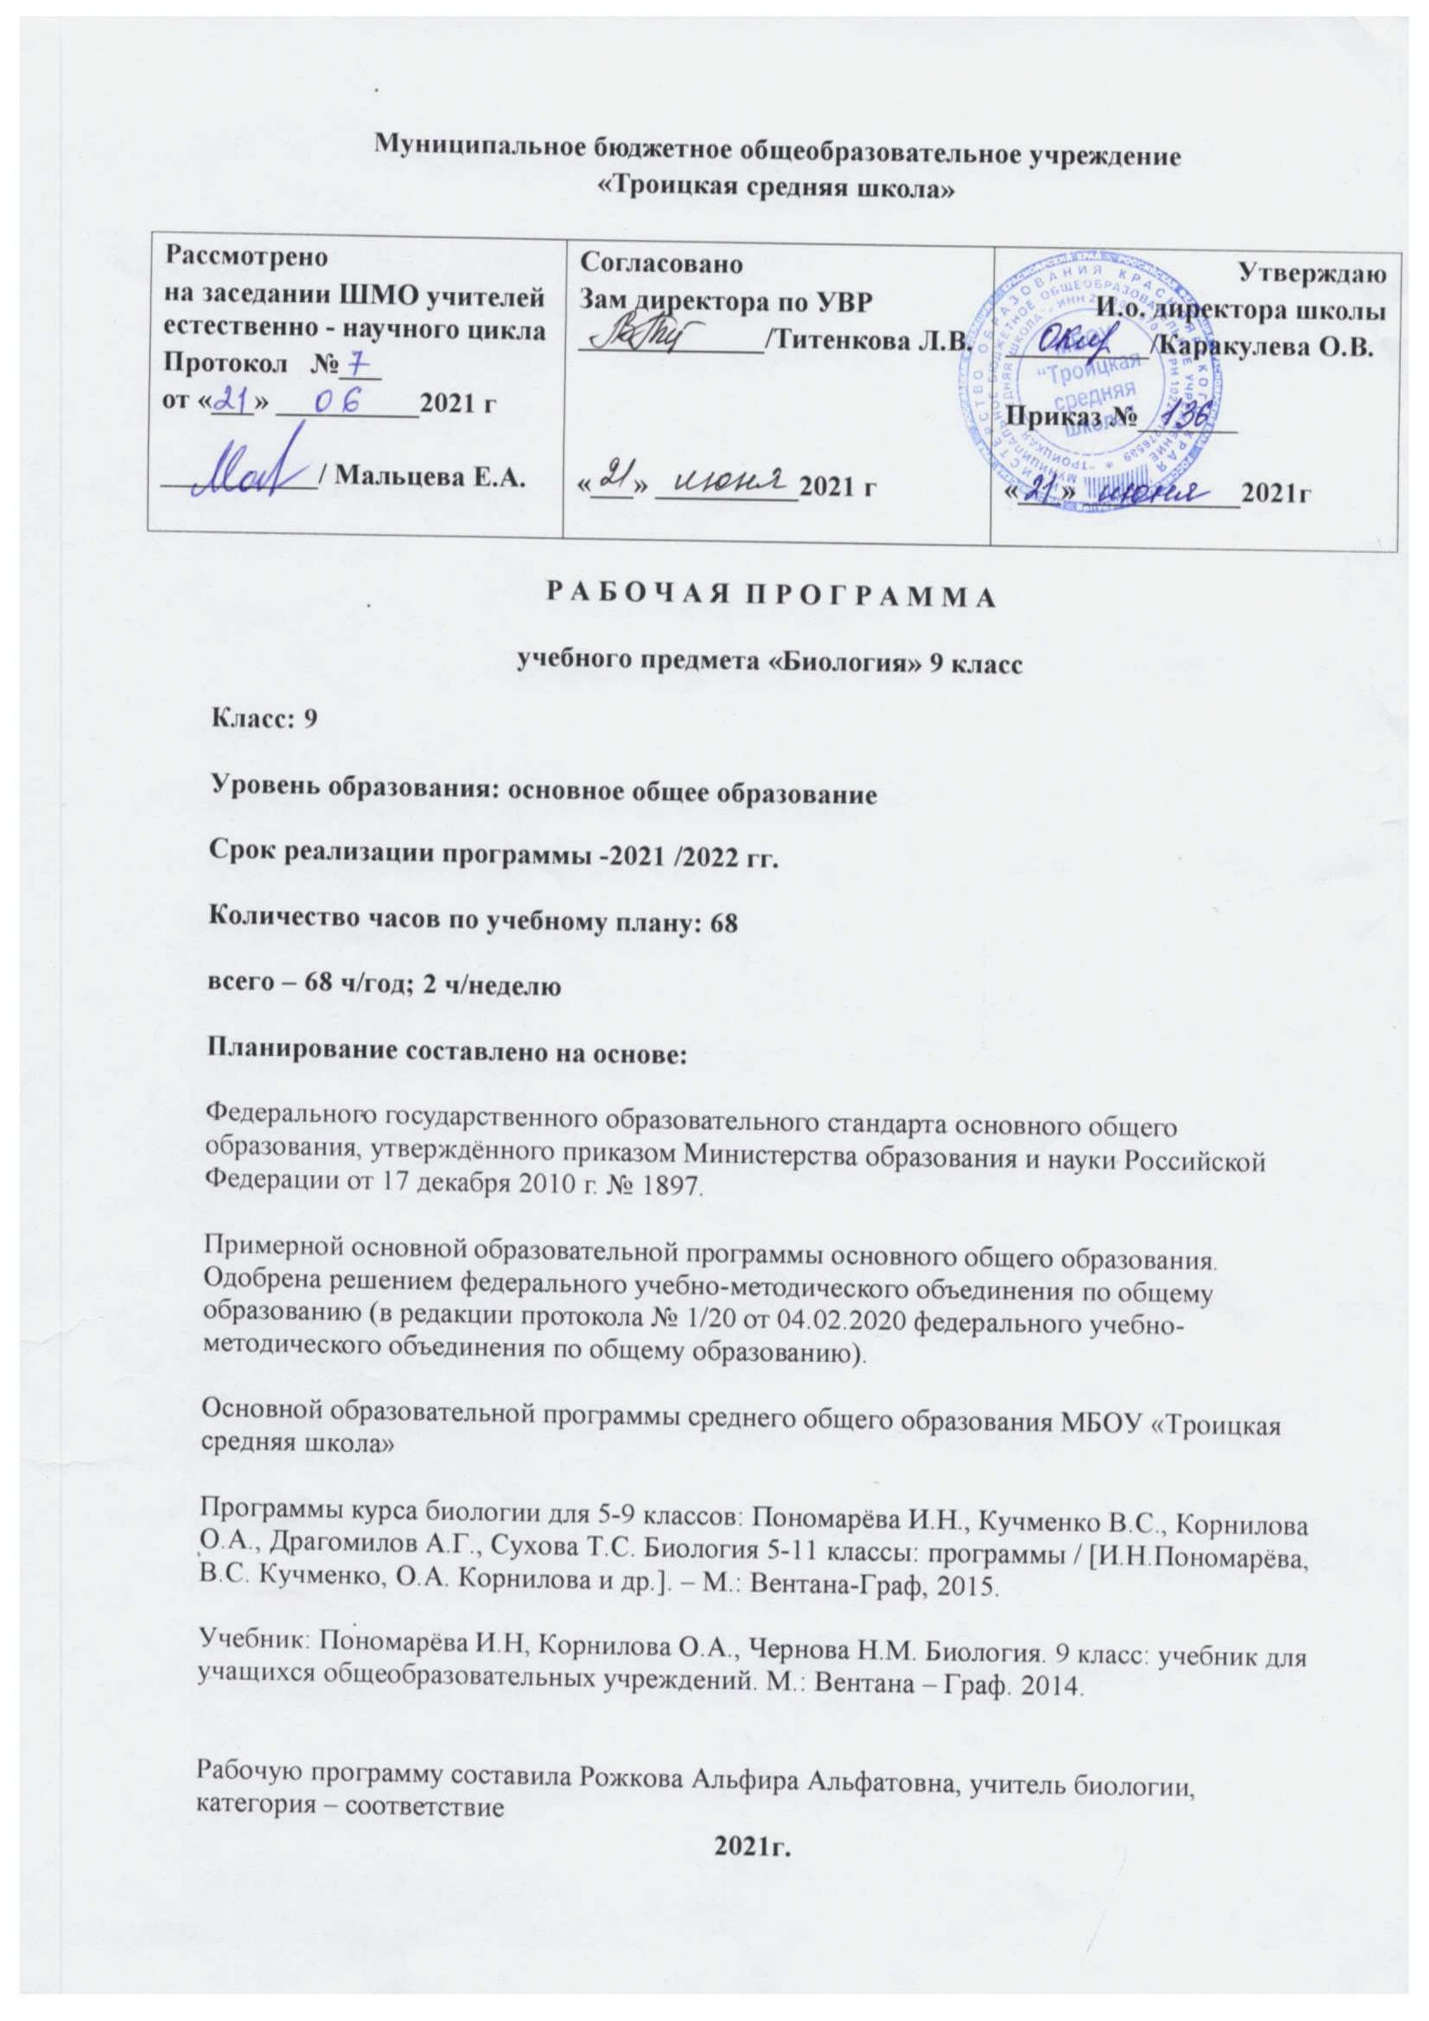 Муниципальное бюджетное общеобразовательное учреждение
«Троицкая средняя школа»
Рассмотрено
на заседании ШМО учителей
естественно - научного цикла
Протокол № 7
от «21» 06 2021 г
/ Мальцева Е.А.
Согласовано
Зам директора по УВР
/Титенкова Л.В.
«21» июня 2021 г
Утверждаю
И.о. директора школы
/Каракулева О.В.
"Троицкая
средняя
школа"
Приказ № 136
«21» июня 2021г
Р А Б О Ч А Я П Р О Г Р А М М А
учебного предмета «Биология» 9 класс
Класс: 9
Уровень образования: основное общее образование
Срок реализации программы -2021 /2022 гг.
Количество часов по учебному плану: 68
всего – 68 ч/год; 2 ч/неделю
Планирование составлено на основе:
Федерального государственного образовательного стандарта основного общего
образования, утверждённого приказом Министерства образования и науки Российской
Федерации от 17 декабря 2010 г. № 1897.
Примерной основной образовательной программы основного общего образования.
Одобрена решением федерального учебно-методического объединения по общему
образованию (в редакции протокола № 1/20 от 04.02.2020 федерального учебно-
методического объединения по общему образованию).
Основной образовательной программы среднего общего образования МБОУ «Троицкая
средняя школа»
Программы курса биологии для 5-9 классов: Пономарёва И.Н., Кучменко В.С., Корнилова
О.А., Драгомилов А.Г., Сухова Т.С. Биология 5-11 классы: программы / [И.Н.Пономарёва,
В.С. Кучменко, О.А. Корнилова и др.]. – М.: Вентана-Граф, 2015.
Учебник: Пономарёва И.Н, Корнилова О.А., Чернова Н.М. Биология. 9 класс: учебник для
учащихся общеобразовательных учреждений. М.: Вентана – Граф. 2014.
Рабочую программу составила Рожкова Альфира Альфатовна, учитель биологии,
категория – соответствие
2021г.